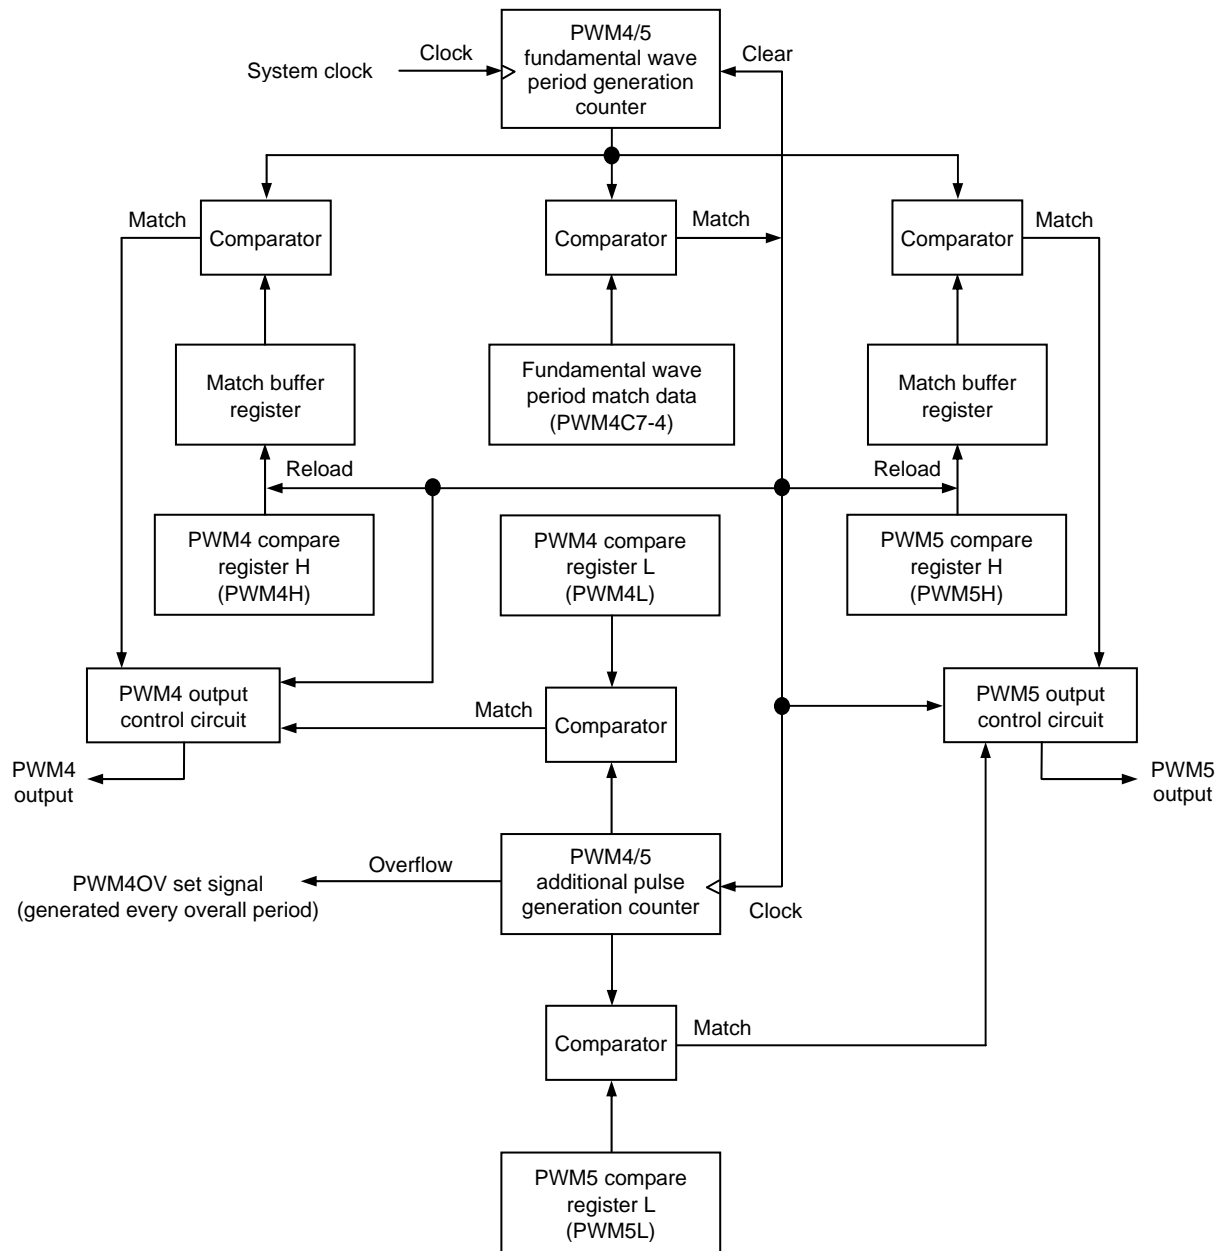 PWM4/5
fundamental wave
period generation
counter
System clock
Clock
Clear
Match
Comparator
Comparator
Match
Comparator
Match
Match buffer
register
Fundamental wave
period match data
(PWM4C7-4)
Match buffer
register
Reload
Reload
PWM4 compare
register H
(PWM4H)
PWM4 compare
register L
(PWM4L)
PWM5 compare
register H
(PWM5H)
PWM4 output
control circuit
Match
Comparator
PWM5 output
control circuit
PWM4
output
PWM5
output
PWM4OV set signal
(generated every overall period)
Overflow
PWM4/5
additional pulse
generation counter
Clock
Comparator
Match
PWM5 compare
register L
(PWM5L)